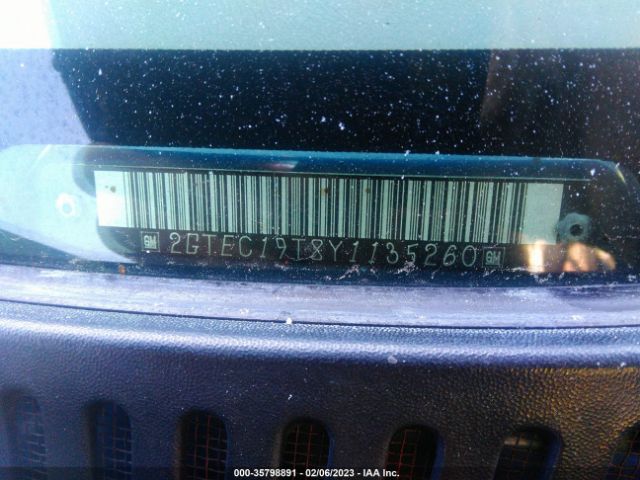 GM 2GTEC19T8Y1135260 GM
000-35798891 - 02/06/2023 - IAA Inc.